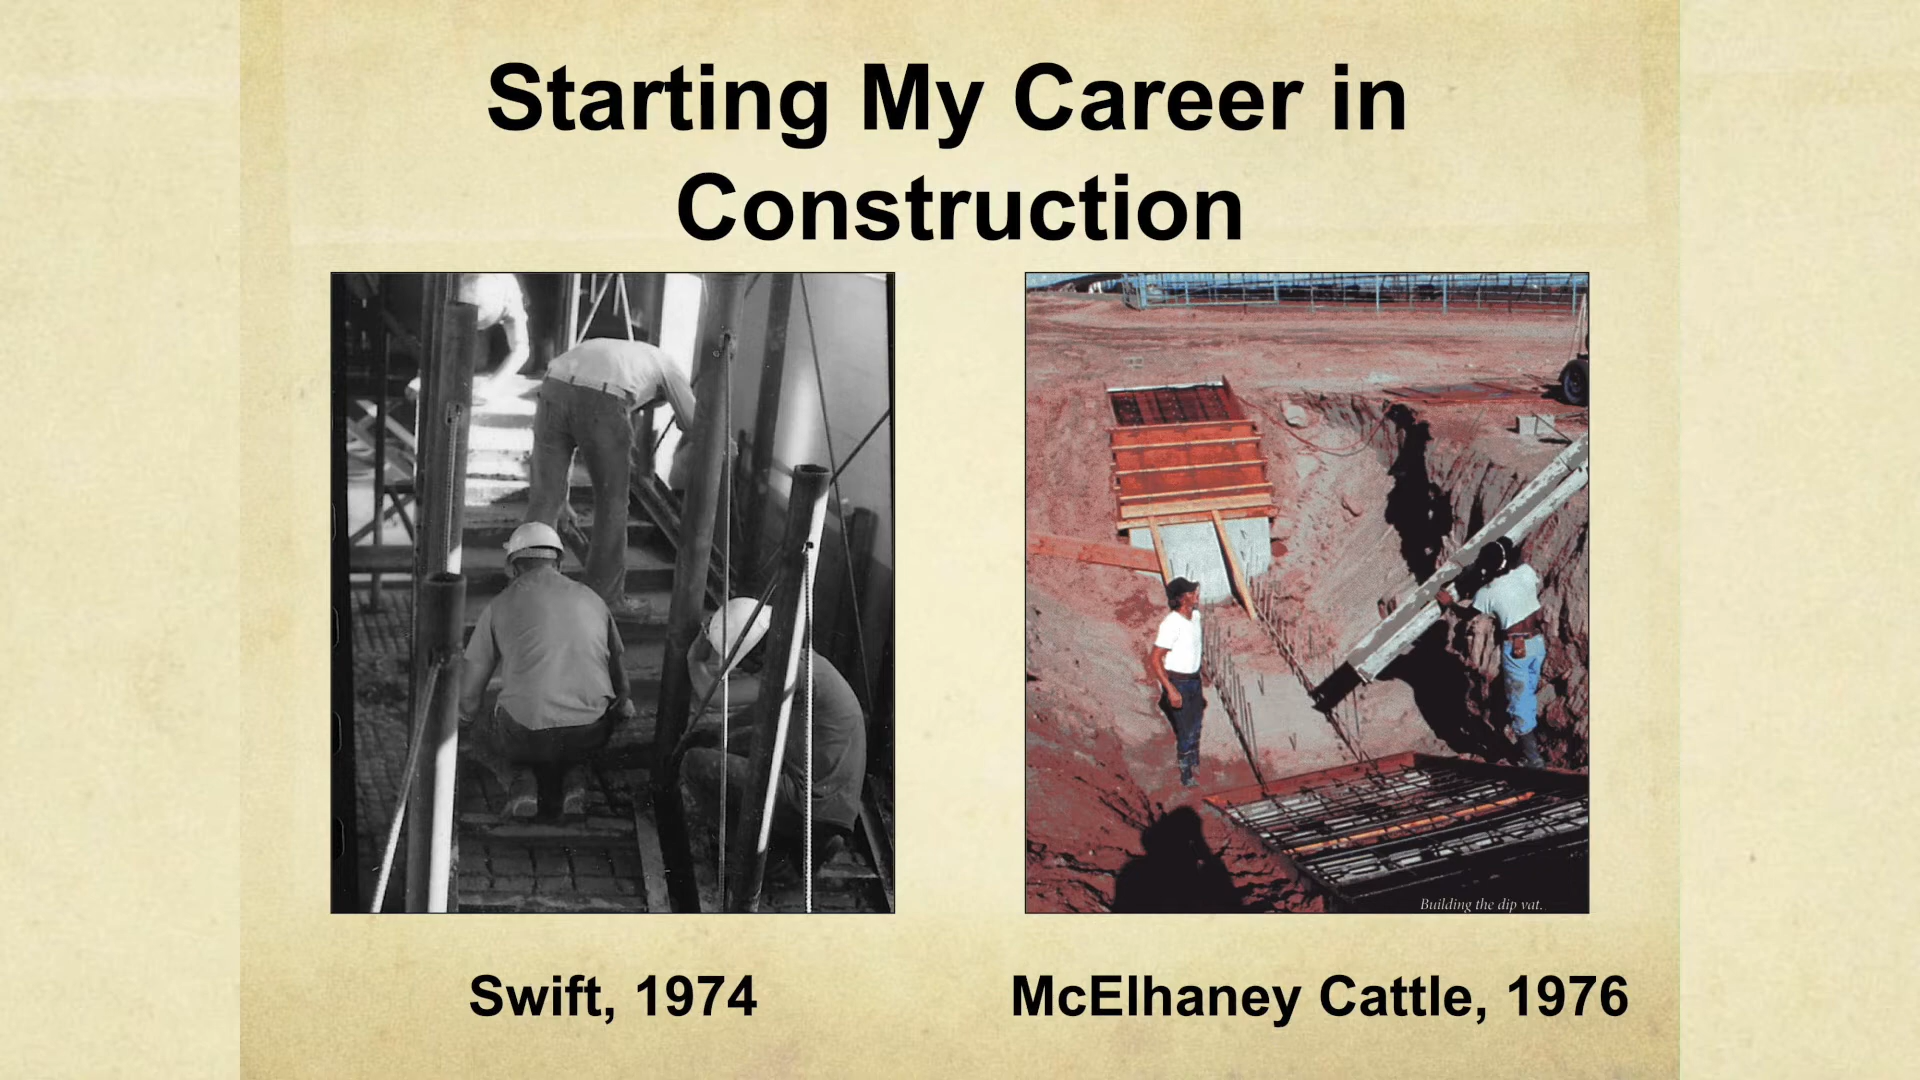 Starting My Career in
Construction
Building the dip vat.
Swift, 1974
McElhaney Cattle, 1976